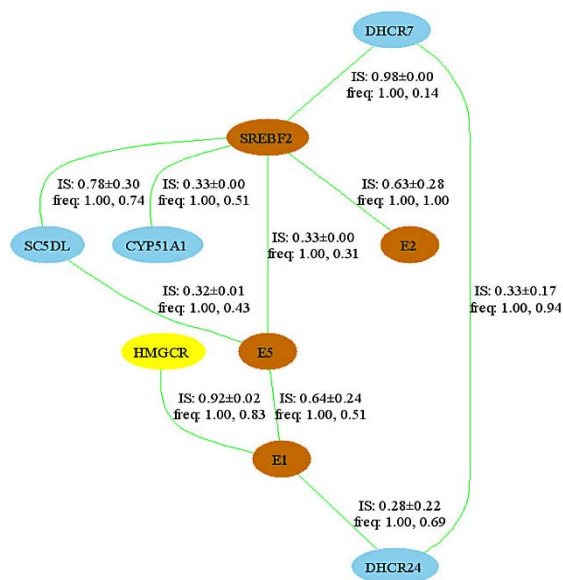 DHCR7
IS: 0.98±0.00
freq: 1.00, 0.14
SREBF2
IS: 0.78±0.30
freq: 1.00, 0.74
IS: 0.33±0.00
freq: 1.00, 0.51
IS: 0.63±0.28
freq: 1.00, 1.00
SC5DL
CYP51A1
IS: 0.33±0.00
freq: 1.00, 0.31
E2
IS: 0.32±0.01
freq: 1.00, 0.43
IS: 0.33±0.17
freq: 1.00, 0.94
HMGCR
E5
IS: 0.92±0.02
freq: 1.00, 0.83
IS: 0.64±0.24
freq: 1.00, 0.51
E1
IS: 0.28±0.22
freq: 1.00, 0.69
DHCR24